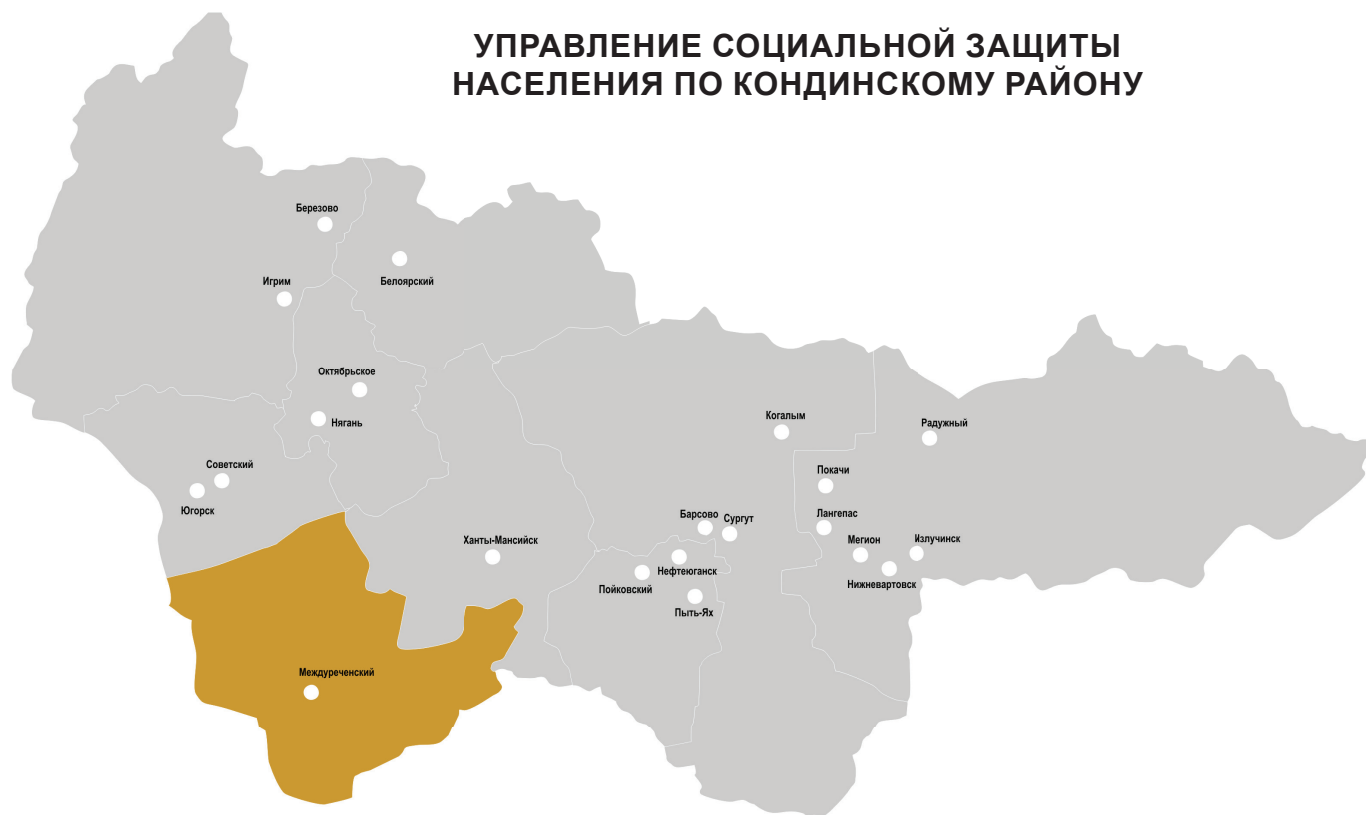 УПРАВЛЕНИЕ СОЦИАЛЬНОЙ ЗАЩИТЫ
НАСЕЛЕНИЯ ПО КОНДИНСКОМУ РАЙОНУ
Березово
Белоярский
Игрим
Октябрьское
Нягань
Когалым
Радужный
Советский
Югорск
Покачи
Лангепас
Барсово
Сургут
Ханты-Мансийск
Мегион
Излучинск
Нефтеюганск
Нижневартовск
Пойковский
Пыть-Ях
Междуреченский